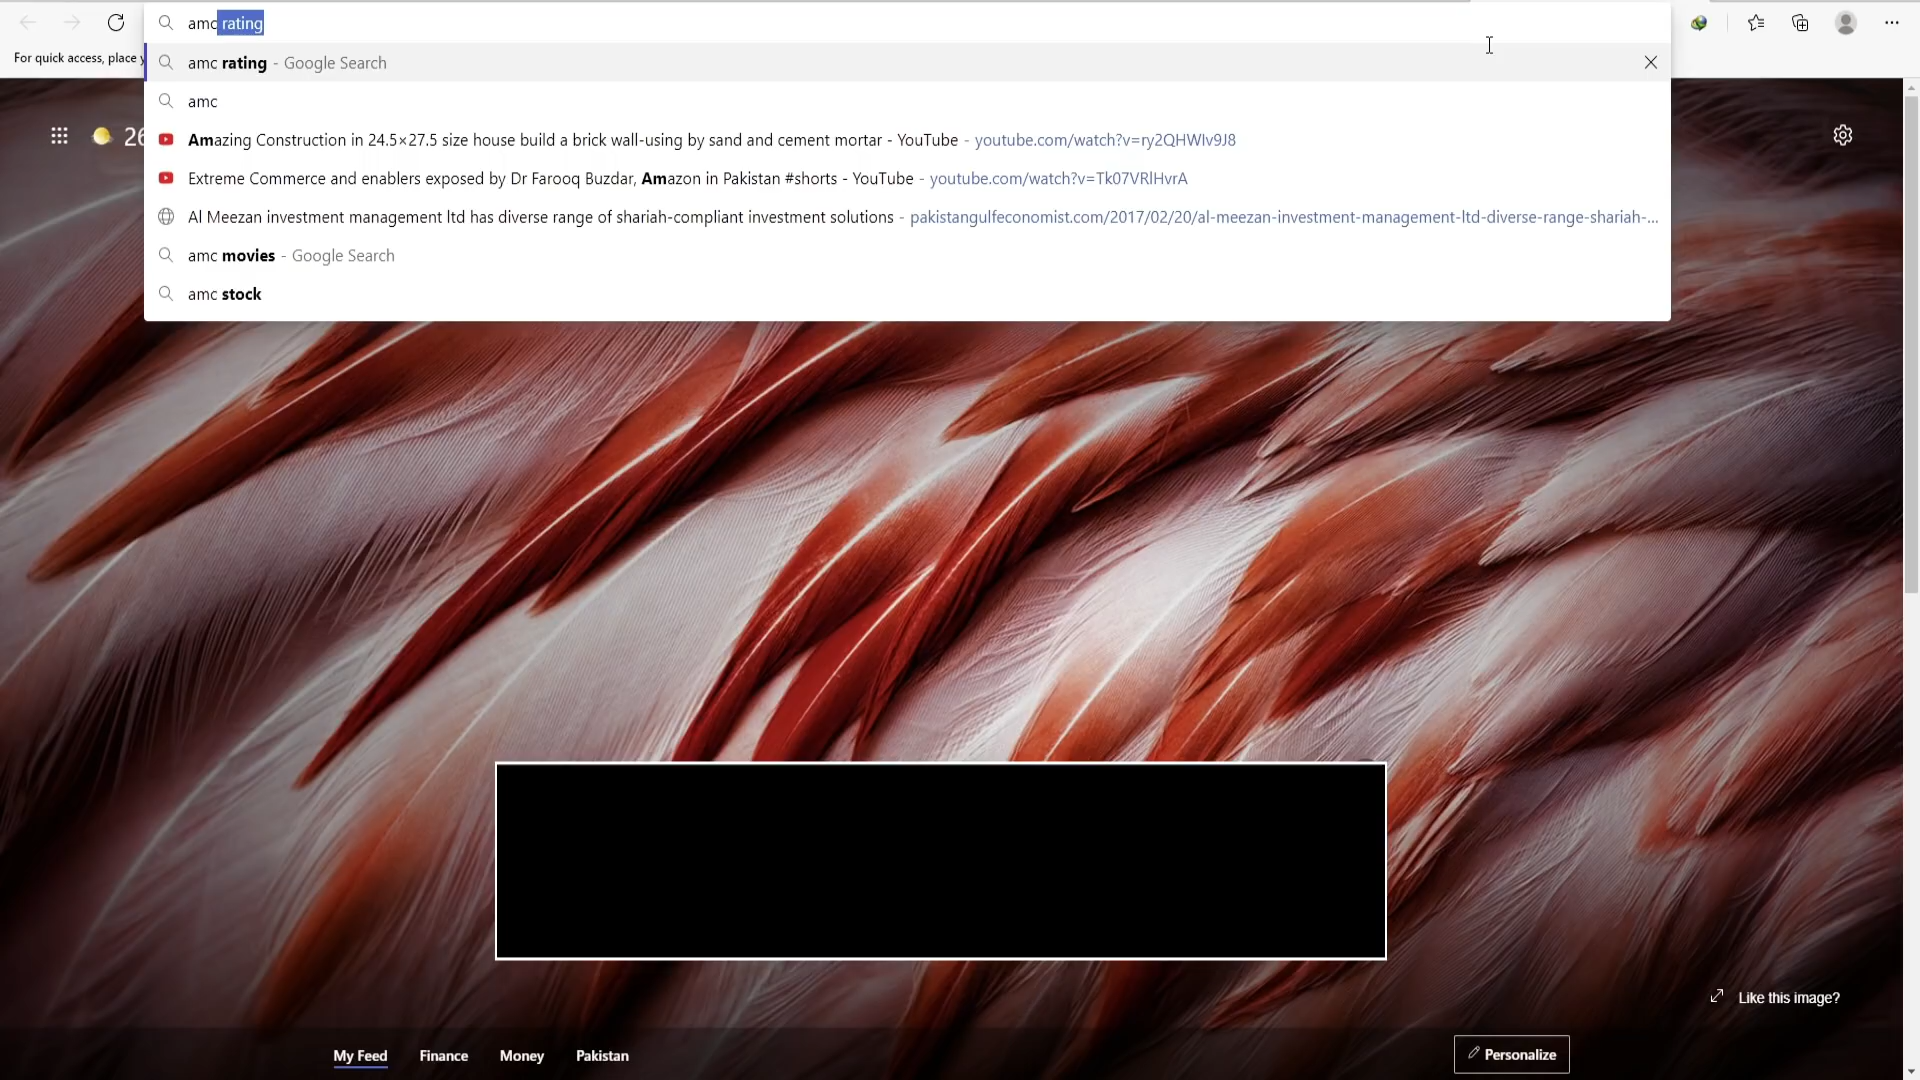 amc rating
For quick access, place y
amc rating - Google Search
amc
26
Amazing Construction in 24.5×27.5 size house build a brick wall-using by sand and cement mortar - YouTube - youtube.com/watch?v=ry2QHWIv9J8
Extreme Commerce and enablers exposed by Dr Farooq Buzdar, Amazon in Pakistan #shorts - YouTube - youtube.com/watch?v=Tk07VRlHvrA
Al Meezan investment management ltd has diverse range of shariah-compliant investment solutions - pakistangulfeconomist.com/2017/02/20/al-meezan-investment-management-ltd-diverse-range-shariah-...
amc movies - Google Search
amc stock
Like this image?
My Feed Finance Money Pakistan Personalize